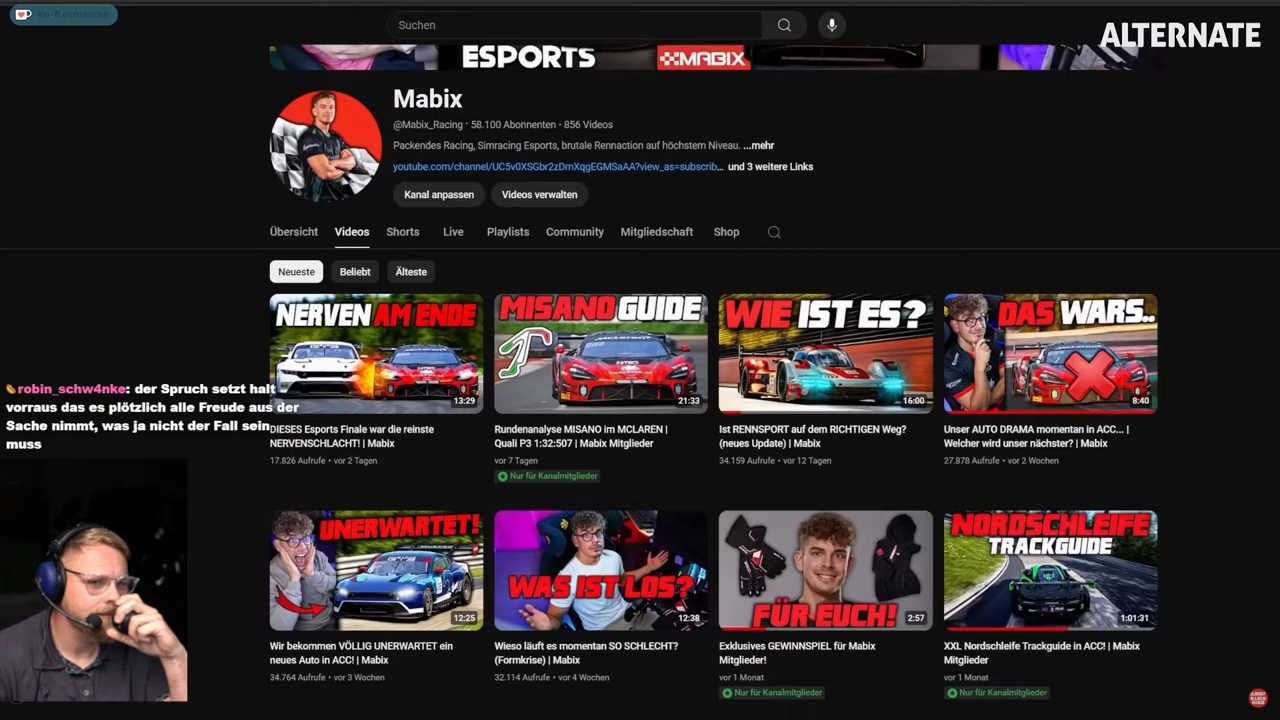 Ko-fi.com/alzen
Suchen
ALTERNATE
ESPORTS
MABIX
Mabix
@Mabix_Racing · 58.100 Abonnenten · 856 Videos
Packendes Racing, Simracing Esports, brutale Rennaction auf höchstem Niveau. ...mehr
youtube.com/channel/UC5v0XSGbr2zDmXqgEGMSaAA?view_as=subscrib... und 3 weitere Links
Kanal anpassen
Videos verwalten
Übersicht
Videos
Shorts
Live
Playlists
Community
Mitgliedschaft
Shop
Neueste
Beliebt
Älteste
NERVEN AM ENDE
13:29
MISANO GUIDE
21:33
WIE IST ES?
16:00
DAS WARS..
8:40
robin_schw4nke: der Spruch setzt halt
vorraus das es plötzlich alle Freude aus der
Sache nimmt, was ja nicht der Fall sein
muss
DIESES Esports Finale war die reinste
NERVENSCHLACHT! | Mabix
17.826 Aufrufe · vor 2 Tagen
Rundenanalyse MISANO im MCLAREN |
Quali P3 1:32:507 | Mabix Mitglieder
vor 7 Tagen
Nur für Kanalmitglieder
Ist RENNSPORT auf dem RICHTIGEN Weg?
(neues Update) | Mabix
34.159 Aufrufe · vor 12 Tagen
Unser AUTO DRAMA momentan in ACC... |
Welcher wird unser nächster? | Mabix
27.878 Aufrufe · vor 2 Wochen
UNERWARTET!
12:25
WAS IST LOS?
12:38
FÜR EUCH!
2:57
NORDSCHLEIFE
TRACKGUIDE
1:01:31
Wir bekommen VÖLLIG UNERWARTET ein
neues Auto in ACC! | Mabix
34.764 Aufrufe · vor 3 Wochen
Wieso läuft es momentan SO SCHLECHT?
(Formkrise) | Mabix
32.114 Aufrufe · vor 4 Wochen
Exklusives GEWINNSPIEL für Mabix
Mitglieder!
vor 1 Monat
Nur für Kanalmitglieder
XXL Nordschleife Trackguide in ACC! | Mabix
Mitglieder
vor 1 Monat
Nur für Kanalmitglieder